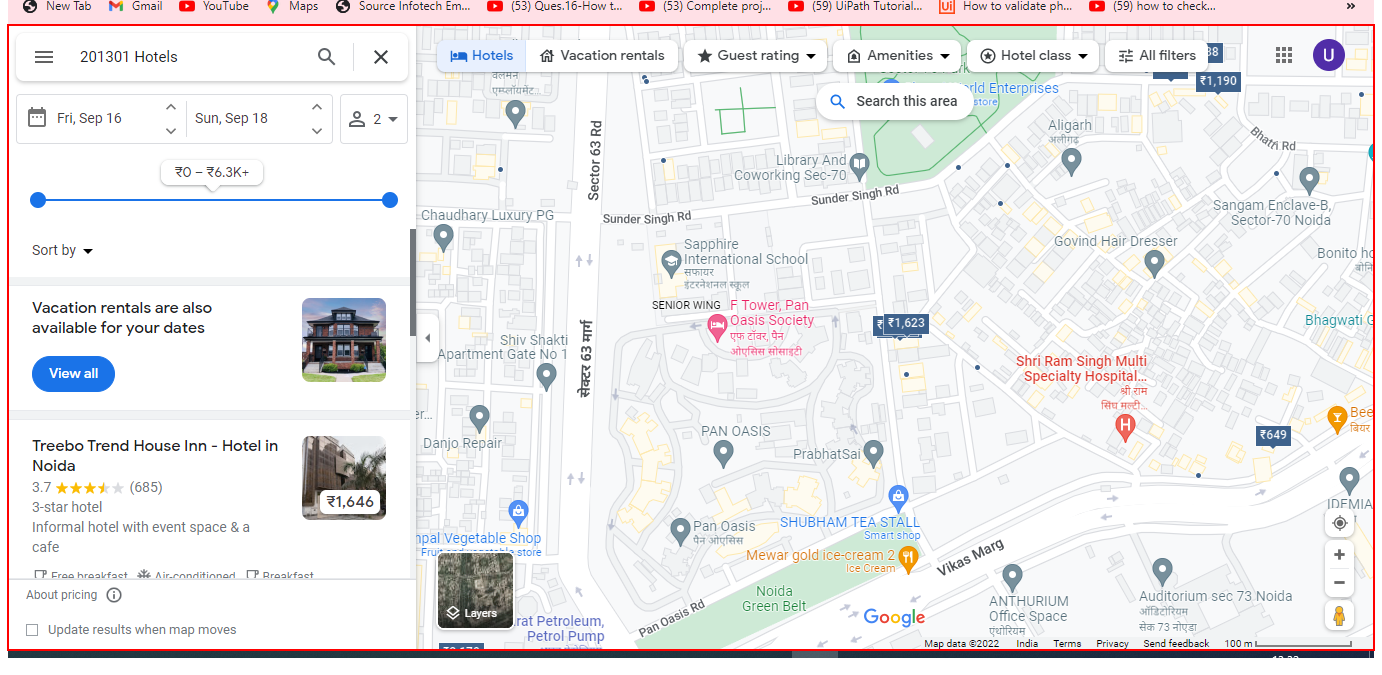 New Tab
Gmail
YouTube
Maps
Source Infotech Em...
(53) Ques.16-How t...
(53) Complete proj...
(59) UiPath Tutorial...
How to validate ph...
(59) how to check...
»
201301 Hotels
Hotels
Vacation rentals
Guest rating
Amenities
Hotel class
All filters
U
Search this area
Fri, Sep 16
Sun, Sep 18
2
₹0 – ₹6.3K+
Sort by
Vacation rentals are also
available for your dates
View all
Treebo Trend House Inn - Hotel in
Noida
3.7
(685)
3-star hotel
Informal hotel with event space & a
cafe
₹1,646
Free breakfast
Air-conditioned
Breakfast
About pricing
Update results when map moves
एम्प्लॉयमेंट...
Sector 63 Rd
38
₹1,190
rld Enterprises
store
Aligarh
अलीगढ़
Bhatri Rd
Library And
Coworking Sec-70
Sunder Singh Rd
Sunder Singh Rd
Chaudhary Luxury PG
Sangam Enclave-B,
Sector-70 Noida
Govind Hair Dresser
Bonito ho
Sapphire
International School
सफायर
इंटरनेशनल स्कूल
SENIOR WING
F Tower, Pan
Oasis Society
एफ टॉवर, पैन
ओएसिस सोसाइटी
₹1,623
Bhagwati G
Shiv Shakti
Apartment Gate No 1
सेक्टर 63 मार्ग
Shri Ram Singh Multi
Specialty Hospital...
श्री राम
सिंघ मल्टी...
Bee
बियर
₹649
er...
Danjo Repair
PAN OASIS
PrabhatSai
IDEMIA
SHUBHAM TEA STALL
Smart shop
Pan Oasis
पैन ओएसिस
npal Vegetable Shop
Fruit and vegetable store
Mewar gold ice-cream 2
Ice Cream
Vikas Marg
Noida
Green Belt
Pan Oasis Rd
ANTHURIUM
Office Space
एंथोरियम
Auditorium sec 73 Noida
ऑडिटोरियम
सेक 73 नोएडा
Layers
rat Petroleum,
Petrol Pump
Google
Map data ©2022
India
Terms
Privacy
Send feedback
100 m